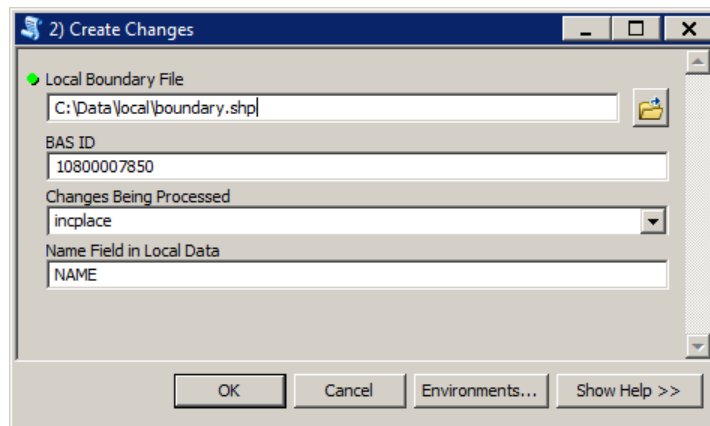 2) Create Changes
Local Boundary File
C:\Data\local\boundary.shp
BAS ID
10800007850
Changes Being Processed
incplace
Name Field in Local Data
NAME
OK Cancel Environments... Show Help >>